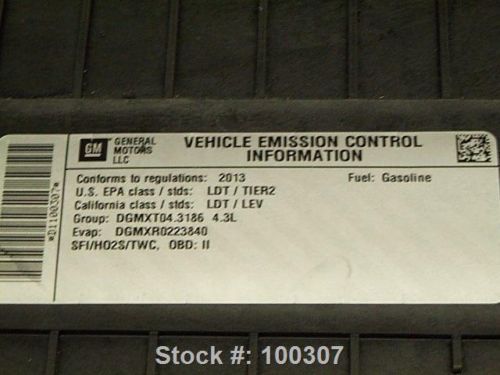 GM GENERAL MOTORS LLC
VEHICLE EMISSION CONTROL INFORMATION
Conforms to regulations: 2013 Fuel: Gasoline
U.S. EPA class / stds: LDT / TIER2
California class / stds: LDT / LEV
Group: DGMXT04.3186 4.3L
Evap: DGMXR0223840
SFI/HO2S/TWC, OBD: II
*D1100307*
Stock #: 100307